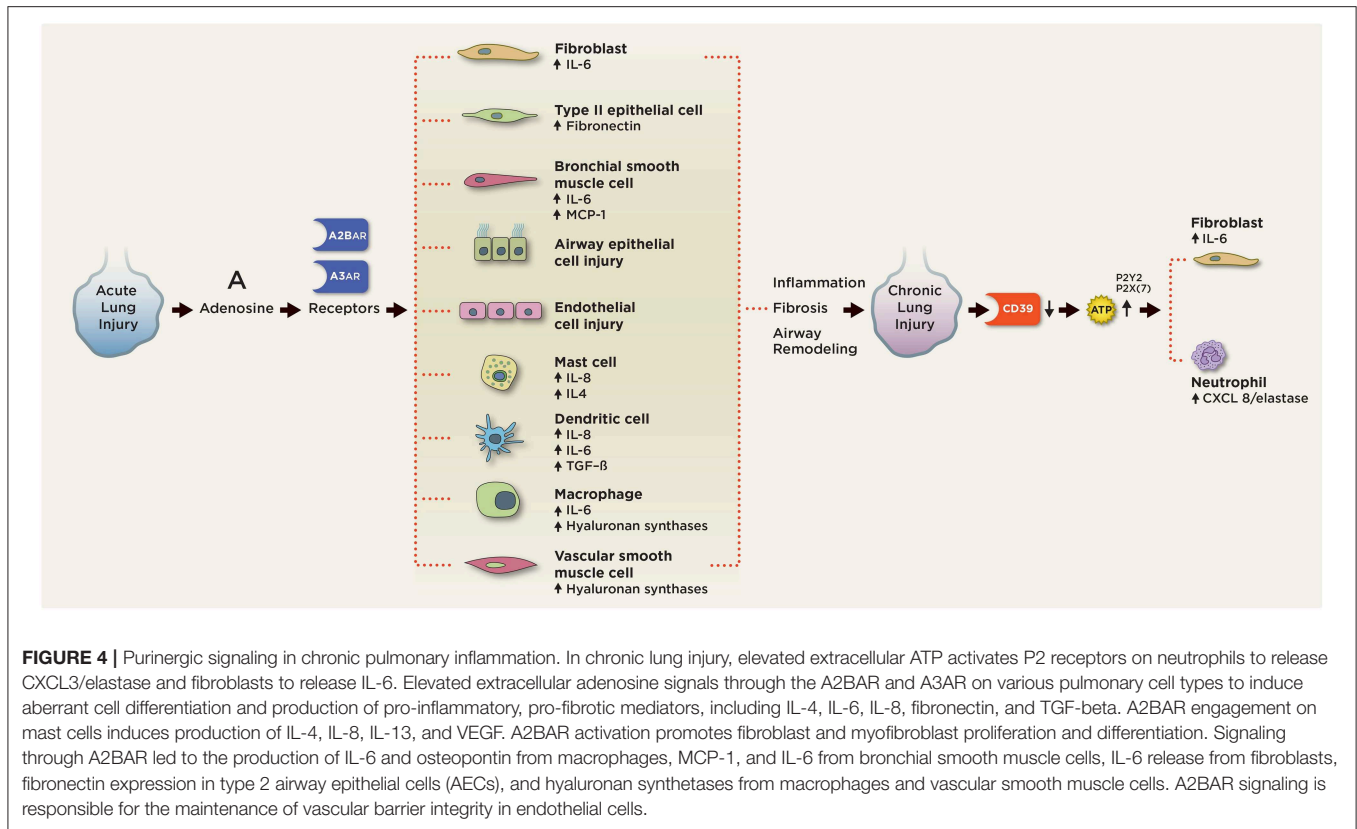 Acute
Lung
Injury
A
Adenosine
A2BAR
A3AR
Receptors
Fibroblast
↑ IL-6
Type II epithelial cell
↑ Fibronectin
Bronchial smooth
muscle cell
↑ IL-6
↑ MCP-1
Airway epithelial
cell injury
Endothelial
cell injury
Mast cell
↑ IL-8
↑ IL4
Dendritic cell
↑ IL-8
↑ IL-6
↑ TGF-ß
Macrophage
↑ IL-6
↑ Hyaluronan synthases
Vascular smooth
muscle cell
↑ Hyaluronan synthases
Inflammation
Fibrosis
Airway
Remodeling
Chronic
Lung
Injury
CD39 ↓
P2Y2
P2X(7)
ATP ↑
Fibroblast
↑ IL-6
Neutrophil
↑ CXCL 8/elastase
FIGURE 4 | Purinergic signaling in chronic pulmonary inflammation. In chronic lung injury, elevated extracellular ATP activates P2 receptors on neutrophils to release
CXCL3/elastase and fibroblasts to release IL-6. Elevated extracellular adenosine signals through the A2BAR and A3AR on various pulmonary cell types to induce
aberrant cell differentiation and production of pro-inflammatory, pro-fibrotic mediators, including IL-4, IL-6, IL-8, fibronectin, and TGF-beta. A2BAR engagement on
mast cells induces production of IL-4, IL-8, IL-13, and VEGF. A2BAR activation promotes fibroblast and myofibroblast proliferation and differentiation. Signaling
through A2BAR led to the production of IL-6 and osteopontin from macrophages, MCP-1, and IL-6 from bronchial smooth muscle cells, IL-6 release from fibroblasts,
fibronectin expression in type 2 airway epithelial cells (AECs), and hyaluronan synthetases from macrophages and vascular smooth muscle cells. A2BAR signaling is
responsible for the maintenance of vascular barrier integrity in endothelial cells.